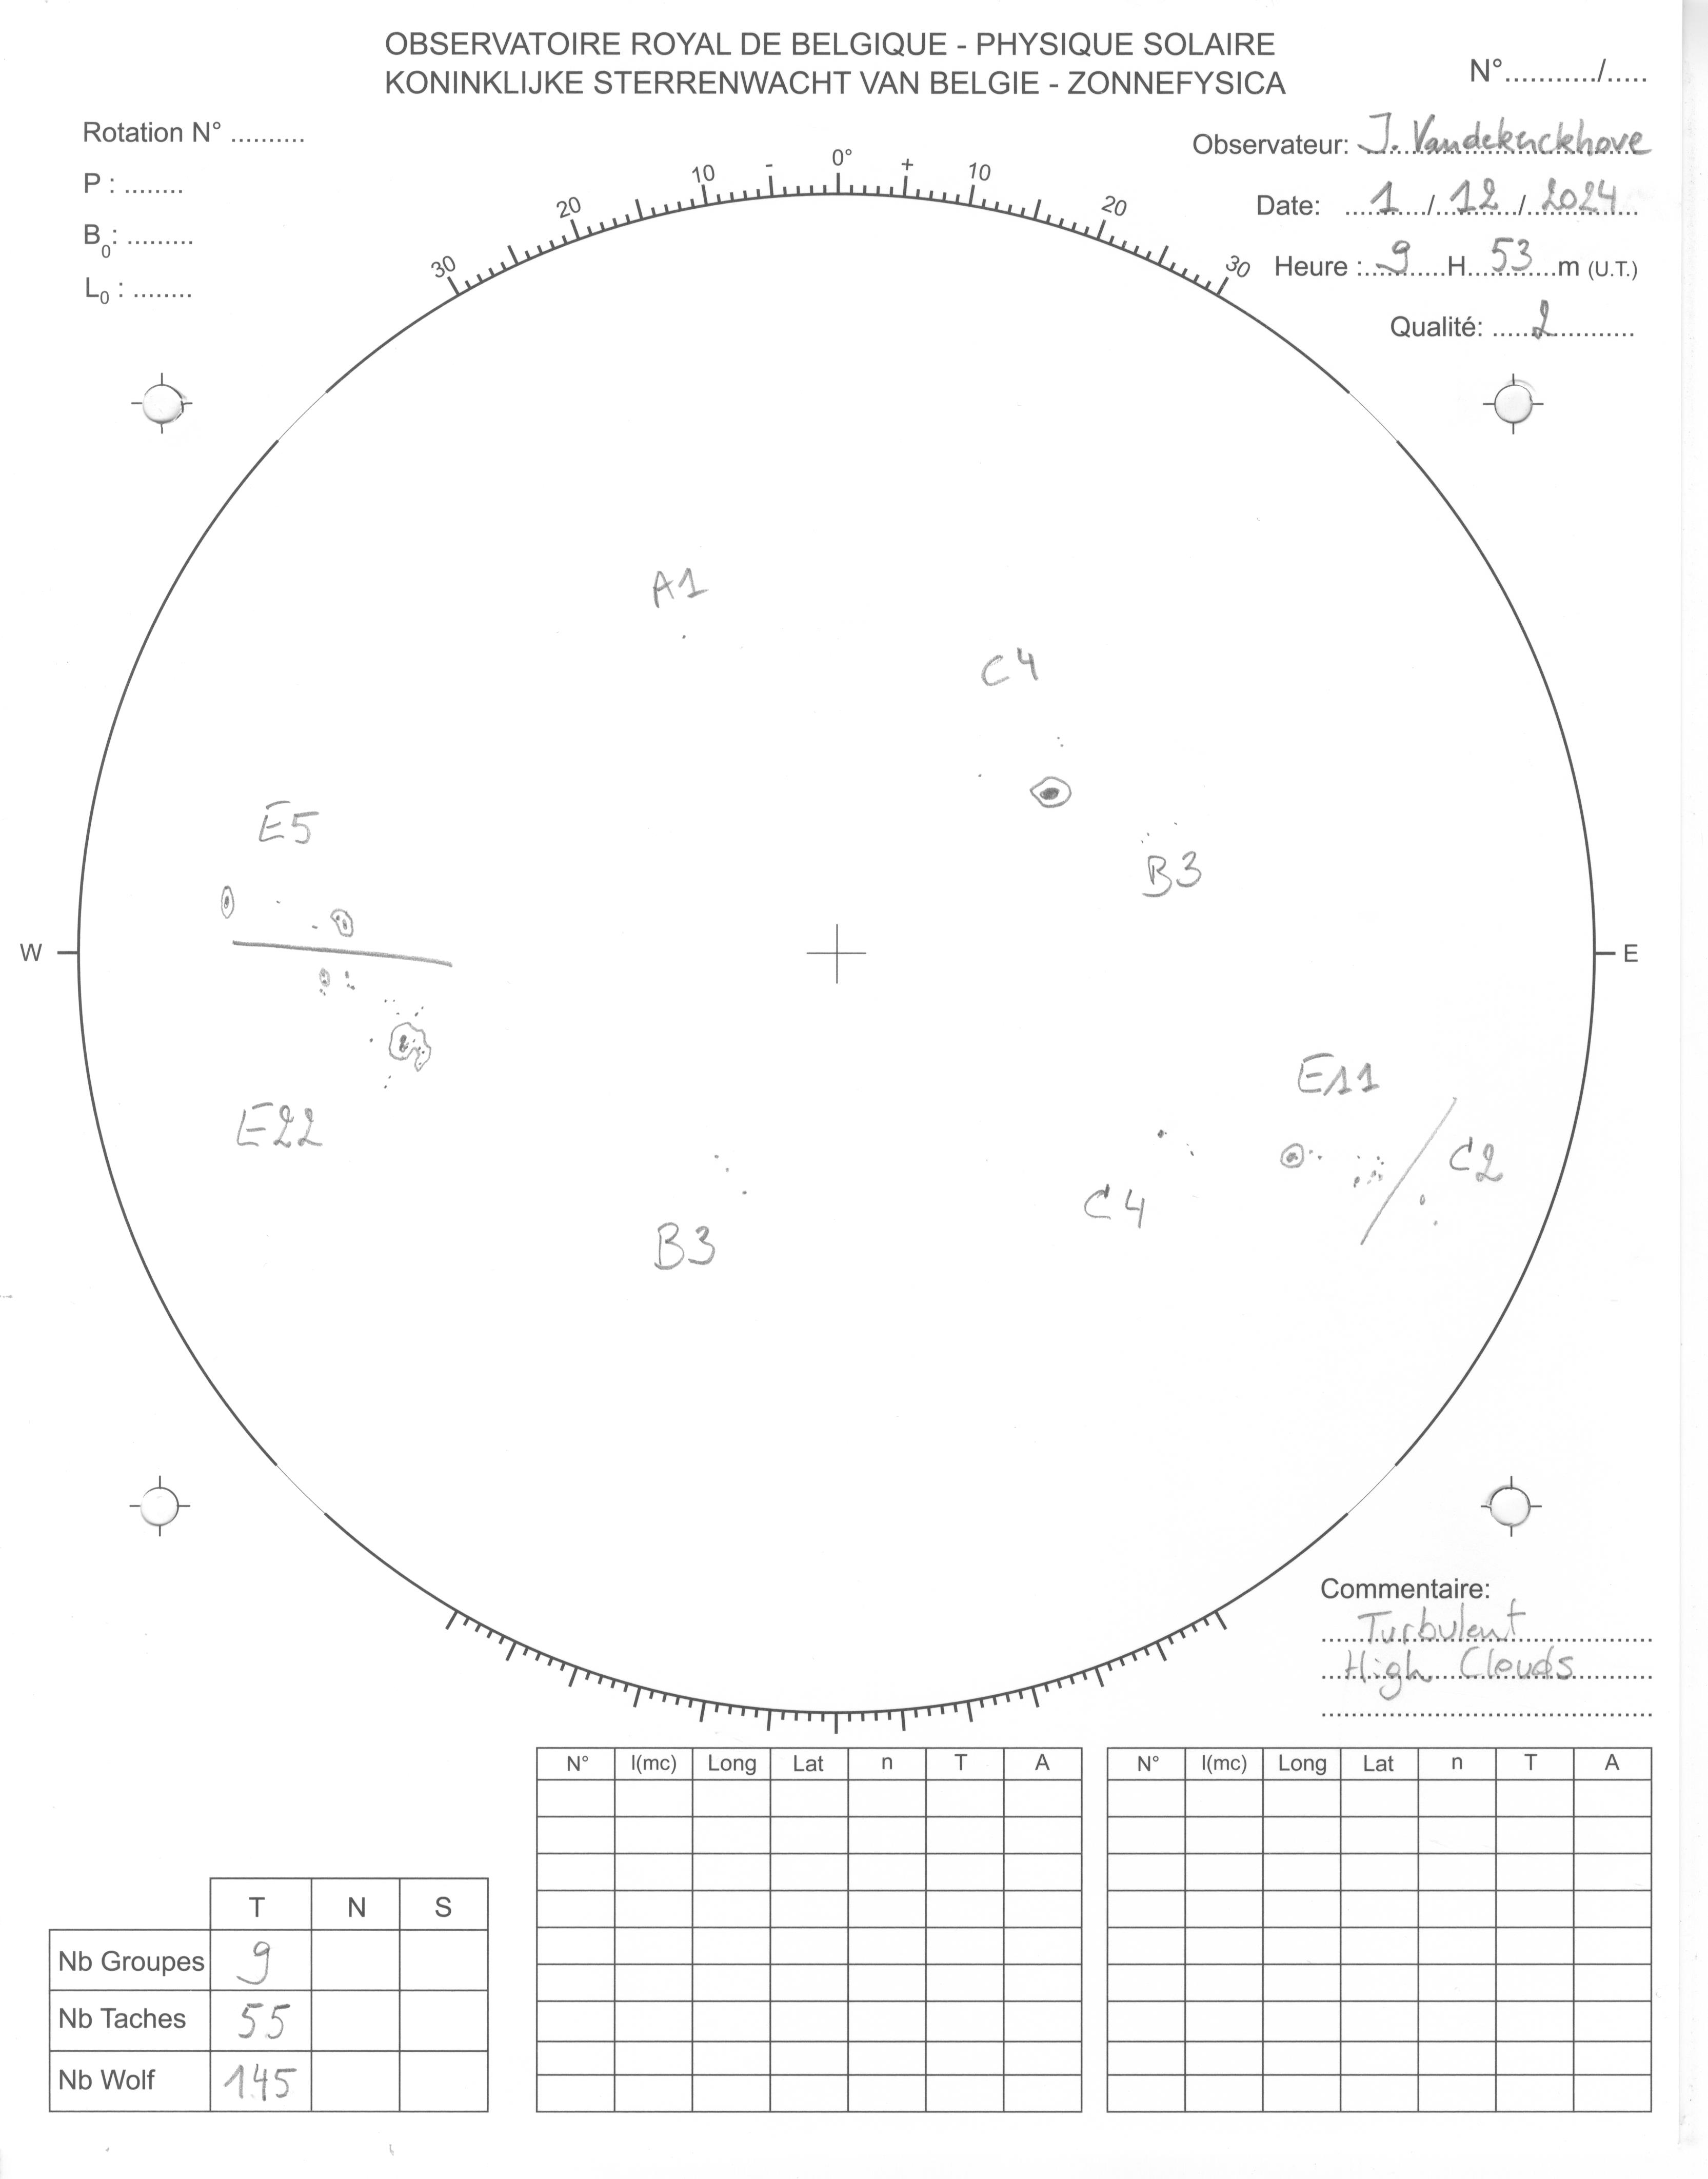 OBSERVATOIRE ROYAL DE BELGIQUE - PHYSIQUE SOLAIRE
KONINKLIJKE STERRENWACHT VAN BELGIE - ZONNEFYSICA
N°.........../.....
Rotation N° ..........
P : ........
B0: .........
L0 : ........
Observateur: J. Vandekerckhove
Date: 1 / 12 / 2024
Heure : 9 H 53 m (U.T.)
Qualité: 2
30 20 10 - 0° + 10 20 30
A1
C4
E5
B3
W E
E11
E22
C2
C4
B3
Commentaire:
Turbulent
High Clouds
N° I(mc) Long Lat n T A
N° I(mc) Long Lat n T A
T N S
Nb Groupes 9
Nb Taches 55
Nb Wolf 145